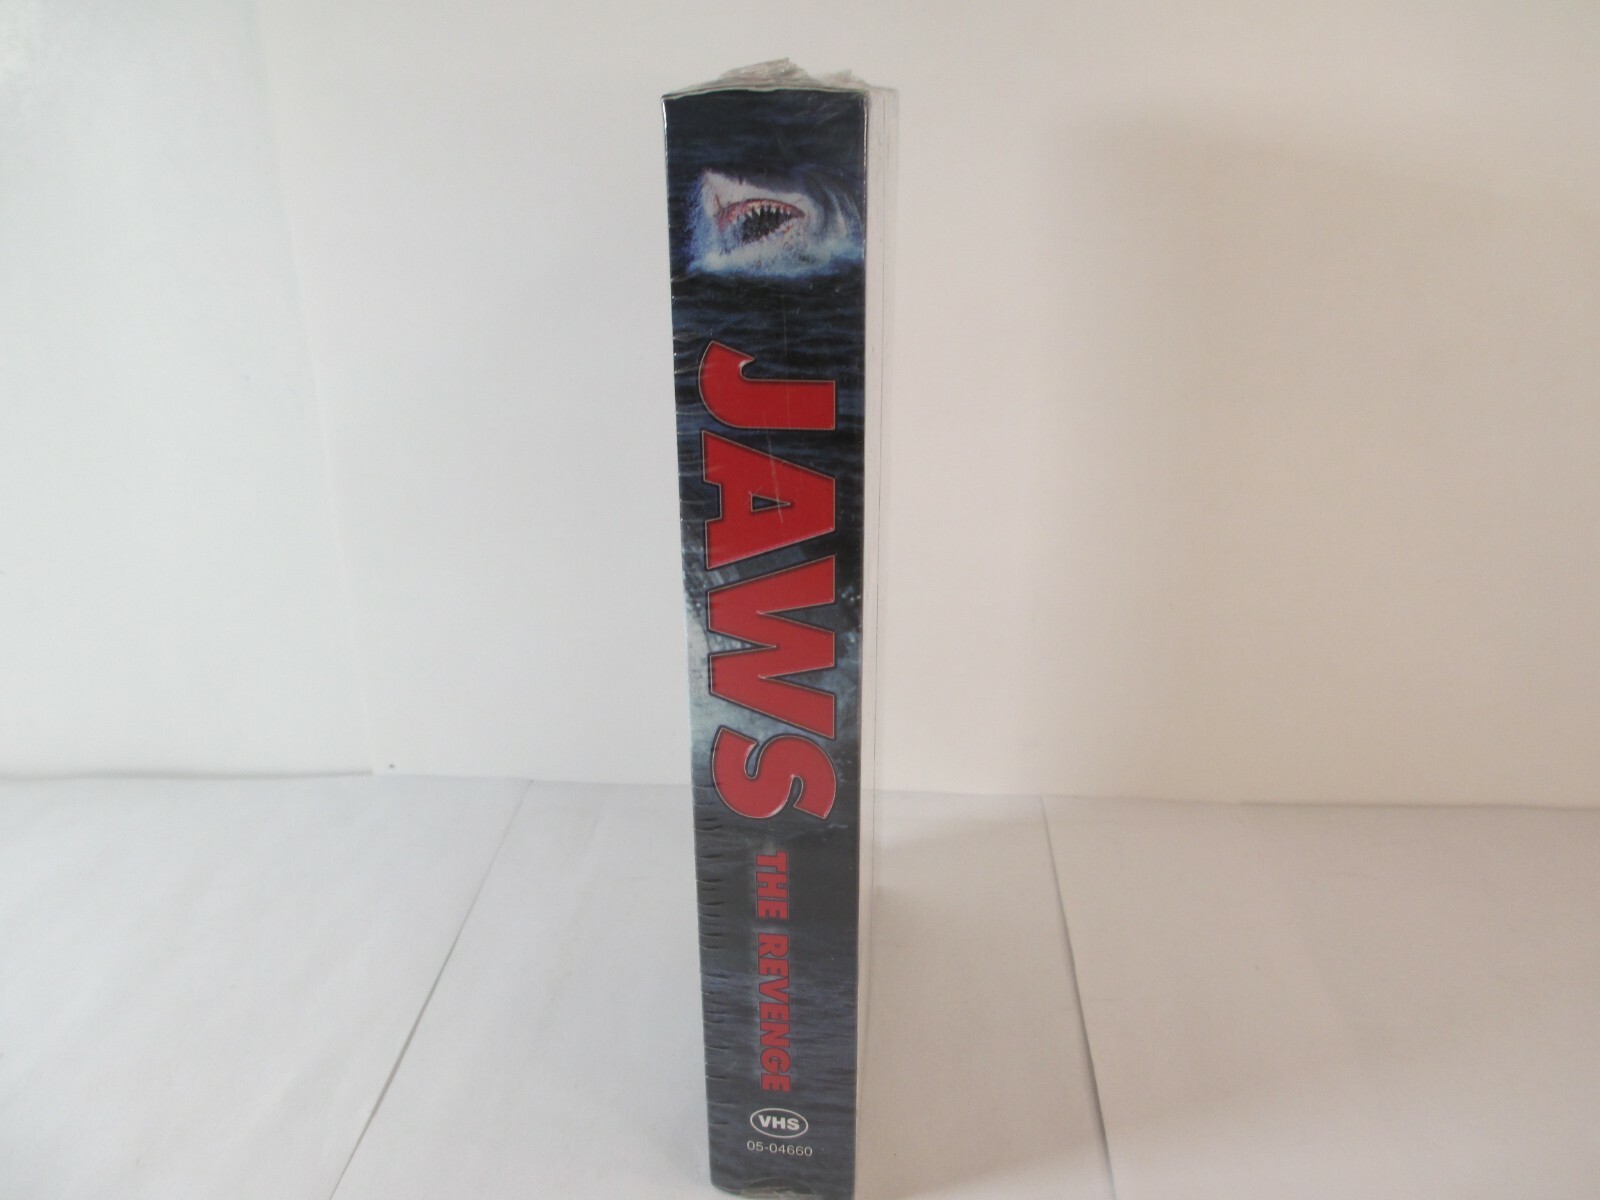 JAWS
THE REVENGE
VHS
05-04660